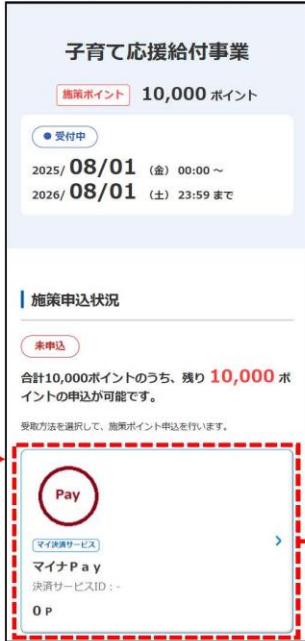 子育て応援給付事業
施策ポイント 10,000 ポイント
受付中
2025/ 08/01 （金） 00:00 ～
2026/ 08/01 （土） 23:59 まで
施策申込状況
未申込
合計10,000ポイントのうち、残り 10,000 ポ
イントの申込が可能です。
受取方法を選択して、施策ポイント申込を行います。
Pay
マイ決済サービス
マイナPay
決済サービスID：-
0 P